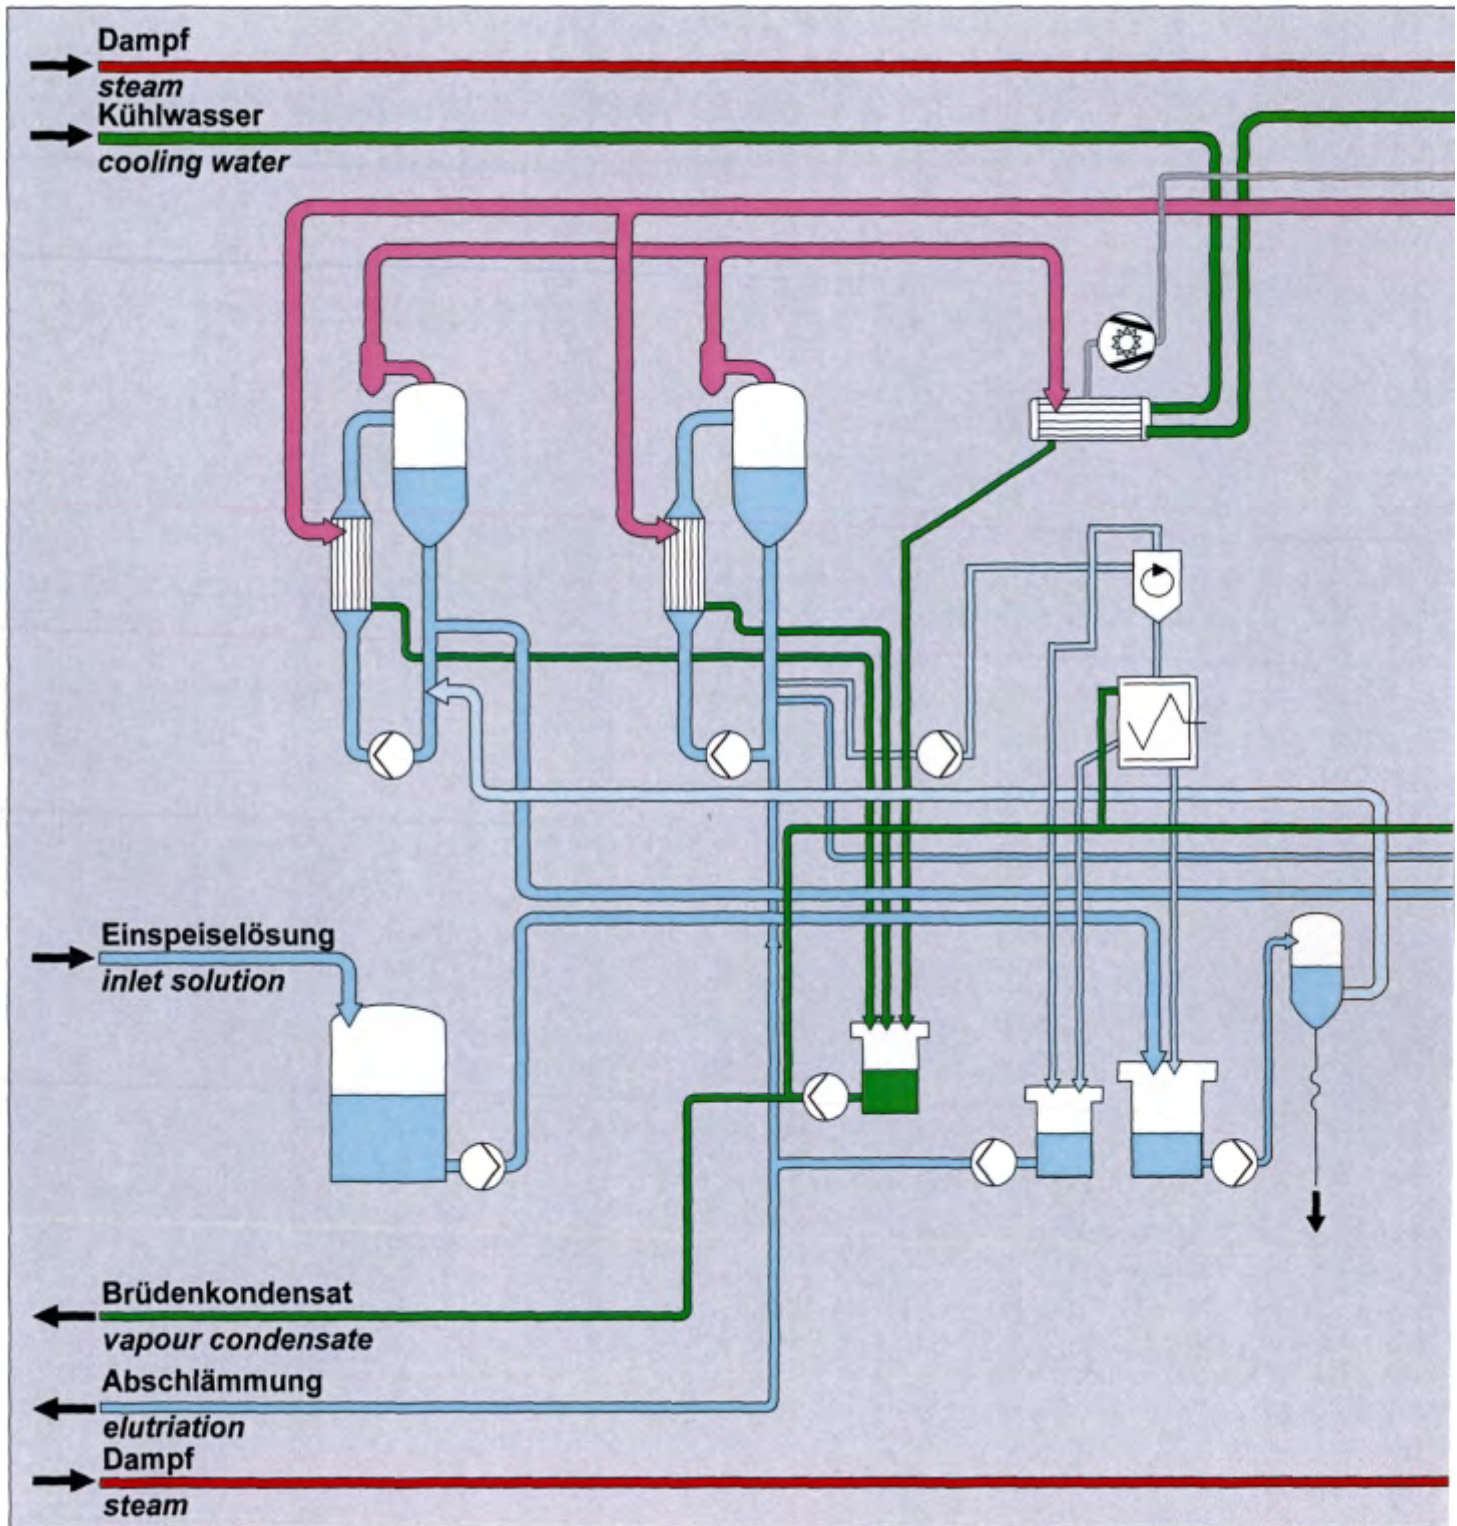 Dampf
steam
Kühlwasser
cooling water
Einspeiselösung
inlet solution
Brüdenkondensat
vapour condensate
Abschlämmung
elutriation
Dampf
steam